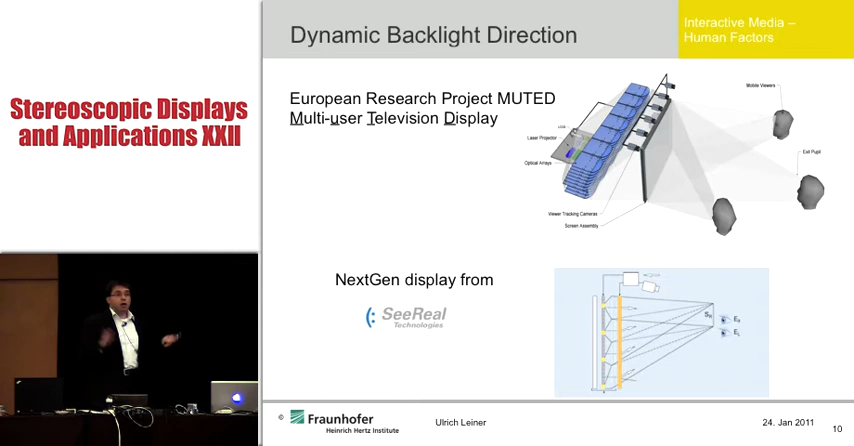 Stereoscopic Displays
and Applications XXII
Dynamic Backlight Direction
Interactive Media –
Human Factors
European Research Project MUTED
Multi-user Television Display
Mobile Viewers
Laser Projector
Optical Arrays
Exit Pupil
Viewer Tracking Cameras
Screen Assembly
NextGen display from
SeeReal
Technologies
© Fraunhofer
Heinrich Hertz Institute
Ulrich Leiner
24. Jan 2011
10